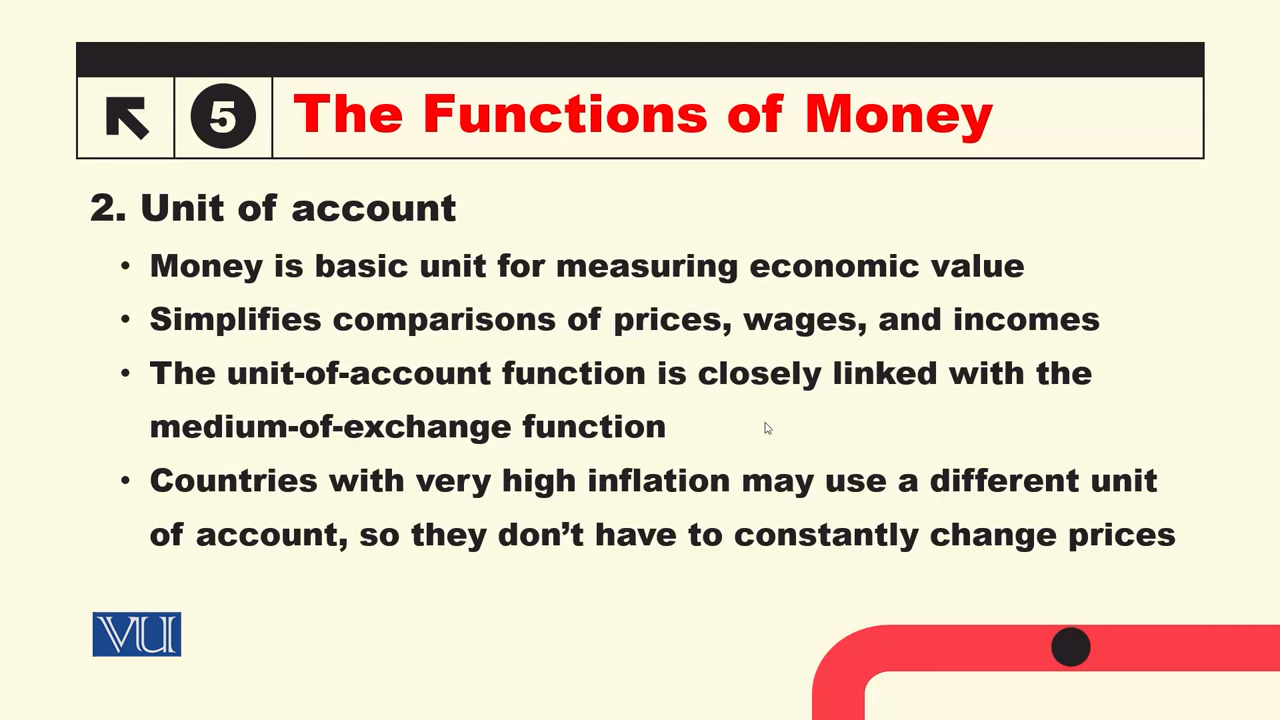 5 The Functions of Money
2. Unit of account
• Money is basic unit for measuring economic value
• Simplifies comparisons of prices, wages, and incomes
• The unit-of-account function is closely linked with the
medium-of-exchange function
• Countries with very high inflation may use a different unit
of account, so they don’t have to constantly change prices
VU